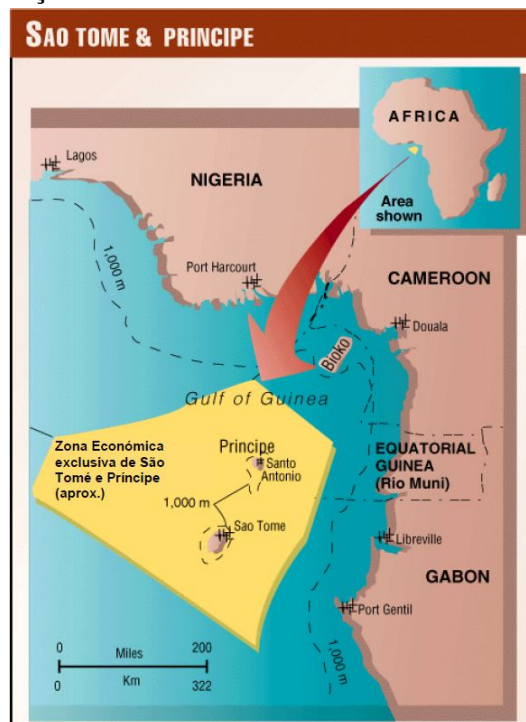 SAO TOME & PRINCIPE
AFRICA
Area
shown
Lagos
NIGERIA
1,000 m
Port Harcourt
CAMEROON
Douala
Bioko
Gulf of Guinea
Zona Económica
exclusiva de São
Tomé e Príncipe
(aprox.)
Principe
Santo
Antonio
1,000 m
Sao Tome
EQUATORIAL
GUINEA
(Rio Muni)
Libreville
GABON
Port Gentil
1,000 m
0 200
Miles
Km
0 322